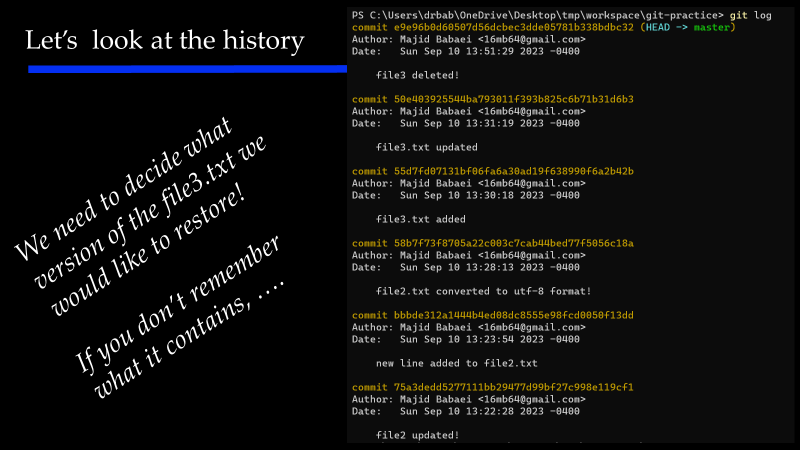 Let's  look at the history
We need to decide what
version of the file3.txt we
would like to restore!
If you don't remember
what it contains, ….
PS C:\Users\drbab\OneDrive\Desktop\tmp\workspace\git-practice> git log
commit e9e96b0d60507d56dcbec3dde05781b338bdbc32 (HEAD -> master)
Author: Majid Babaei <16mb64@gmail.com>
Date:   Sun Sep 10 13:51:29 2023 -0400
file3 deleted!
commit 50e403925544ba793011f393b825c6b71b31d6b3
Author: Majid Babaei <16mb64@gmail.com>
Date:   Sun Sep 10 13:31:19 2023 -0400
file3.txt updated
commit 55d7fd07131bf06fa6a30ad19f638990f6a2b42b
Author: Majid Babaei <16mb64@gmail.com>
Date:   Sun Sep 10 13:30:18 2023 -0400
file3.txt added
commit 58b7f73f8705a22c003c7cab44bed77f5056c18a
Author: Majid Babaei <16mb64@gmail.com>
Date:   Sun Sep 10 13:28:13 2023 -0400
file2.txt converted to utf-8 format!
commit bbbde312a1444b4ed08dc8555e98fcd0050f13dd
Author: Majid Babaei <16mb64@gmail.com>
Date:   Sun Sep 10 13:23:54 2023 -0400
new line added to file2.txt
commit 75a3dedd5277111bb29477d99bf27c998e119cf1
Author: Majid Babaei <16mb64@gmail.com>
Date:   Sun Sep 10 13:22:28 2023 -0400
file2 updated!